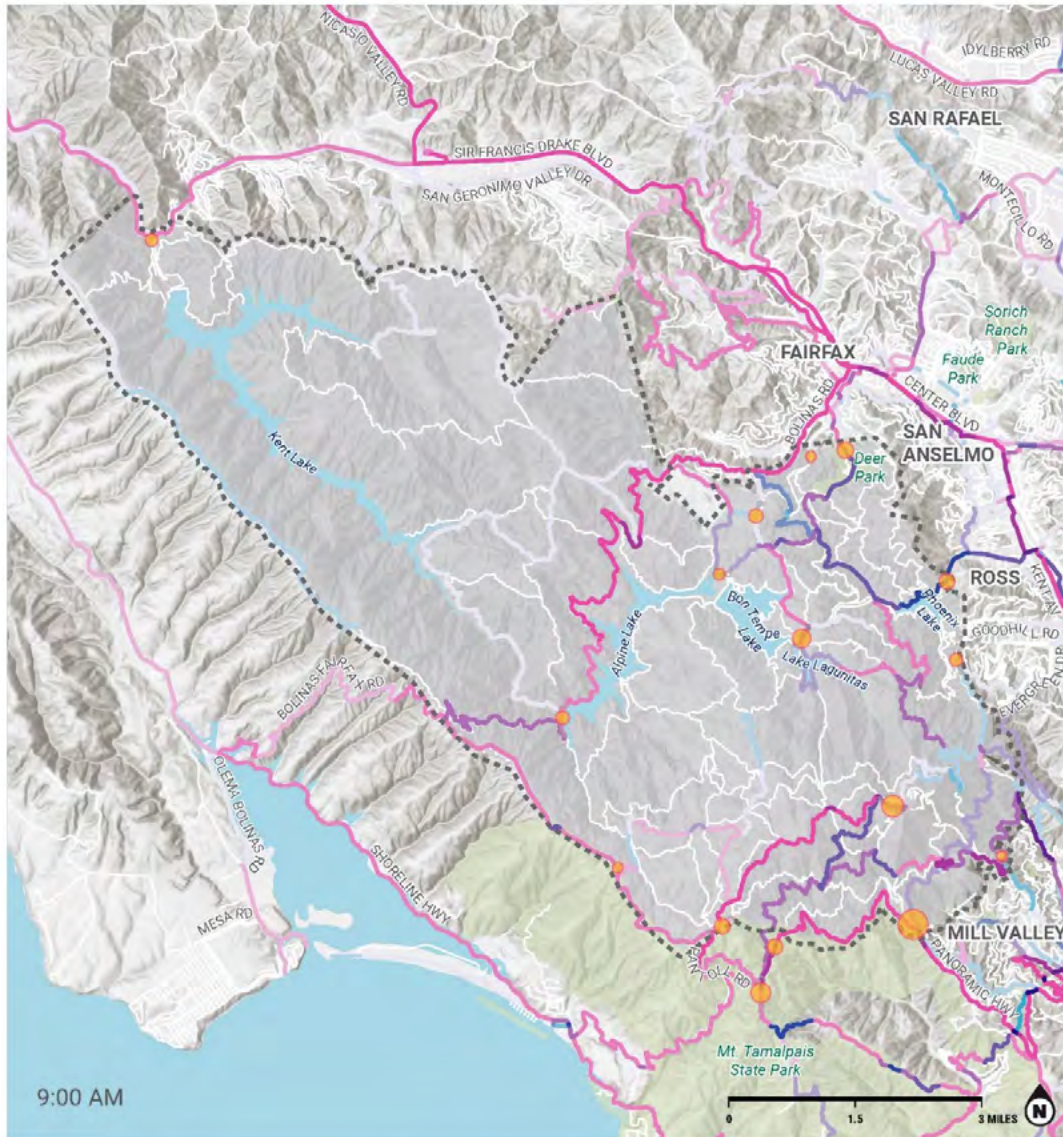 NICASIO VALLEY RD
IDYLBERRY RD
LUCAS VALLEY RD
SAN RAFAEL
SIR FRANCIS DRAKE BLVD
SAN GERONIMO VALLEY DR
MONTECILLO RD
Sorich
Ranch
Park
FAIRFAX
Faude
Park
CENTER BLVD
BOLINAS RD
SAN
ANSELMO
Deer
Park
Kent Lake
ROSS
Phoenix
Lake
GOODHILL RD
Bon Tempe
Lake
Alpine Lake
Lake Lagunitas
BOLINAS-FAIRFAX RD
OLEMA BOLINAS RD
SHORELINE HWY
MESA RD
MILL VALLEY
PANORAMIC HWY
Mt. Tamalpais
State Park
9:00 AM
0
1.5
3 MILES
N